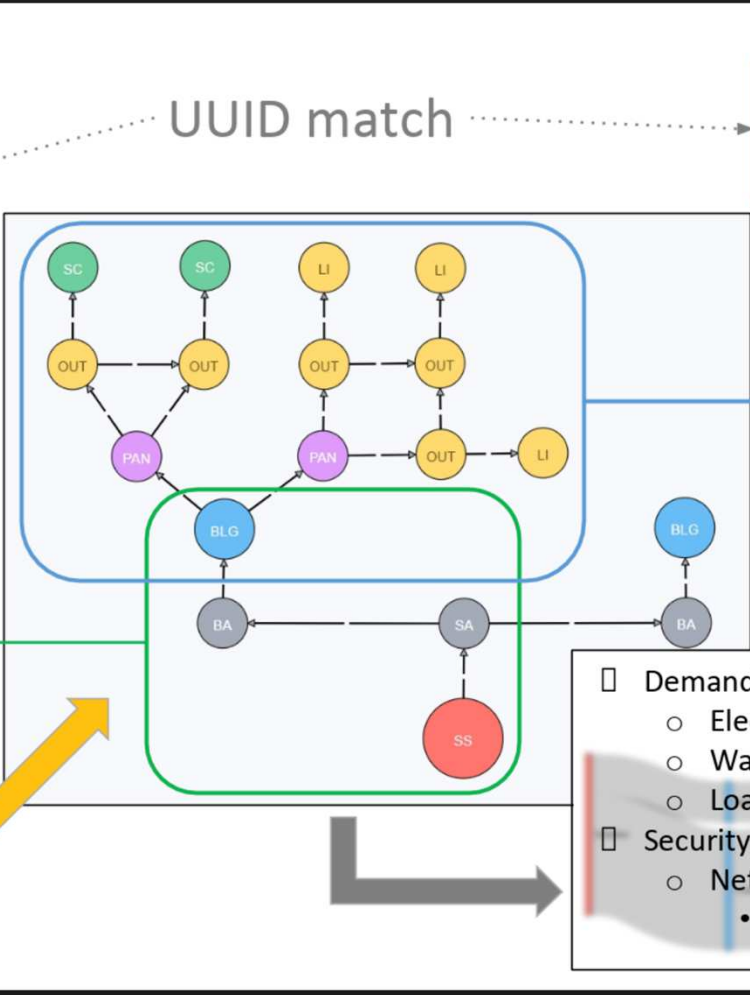 UUID match
SC SC LI LI
OUT OUT OUT OUT
PAN PAN OUT LI
BLG BLG
BA SA BA
SS
Demand
o Ele
o Wa
o Loa
Security
o Net
•